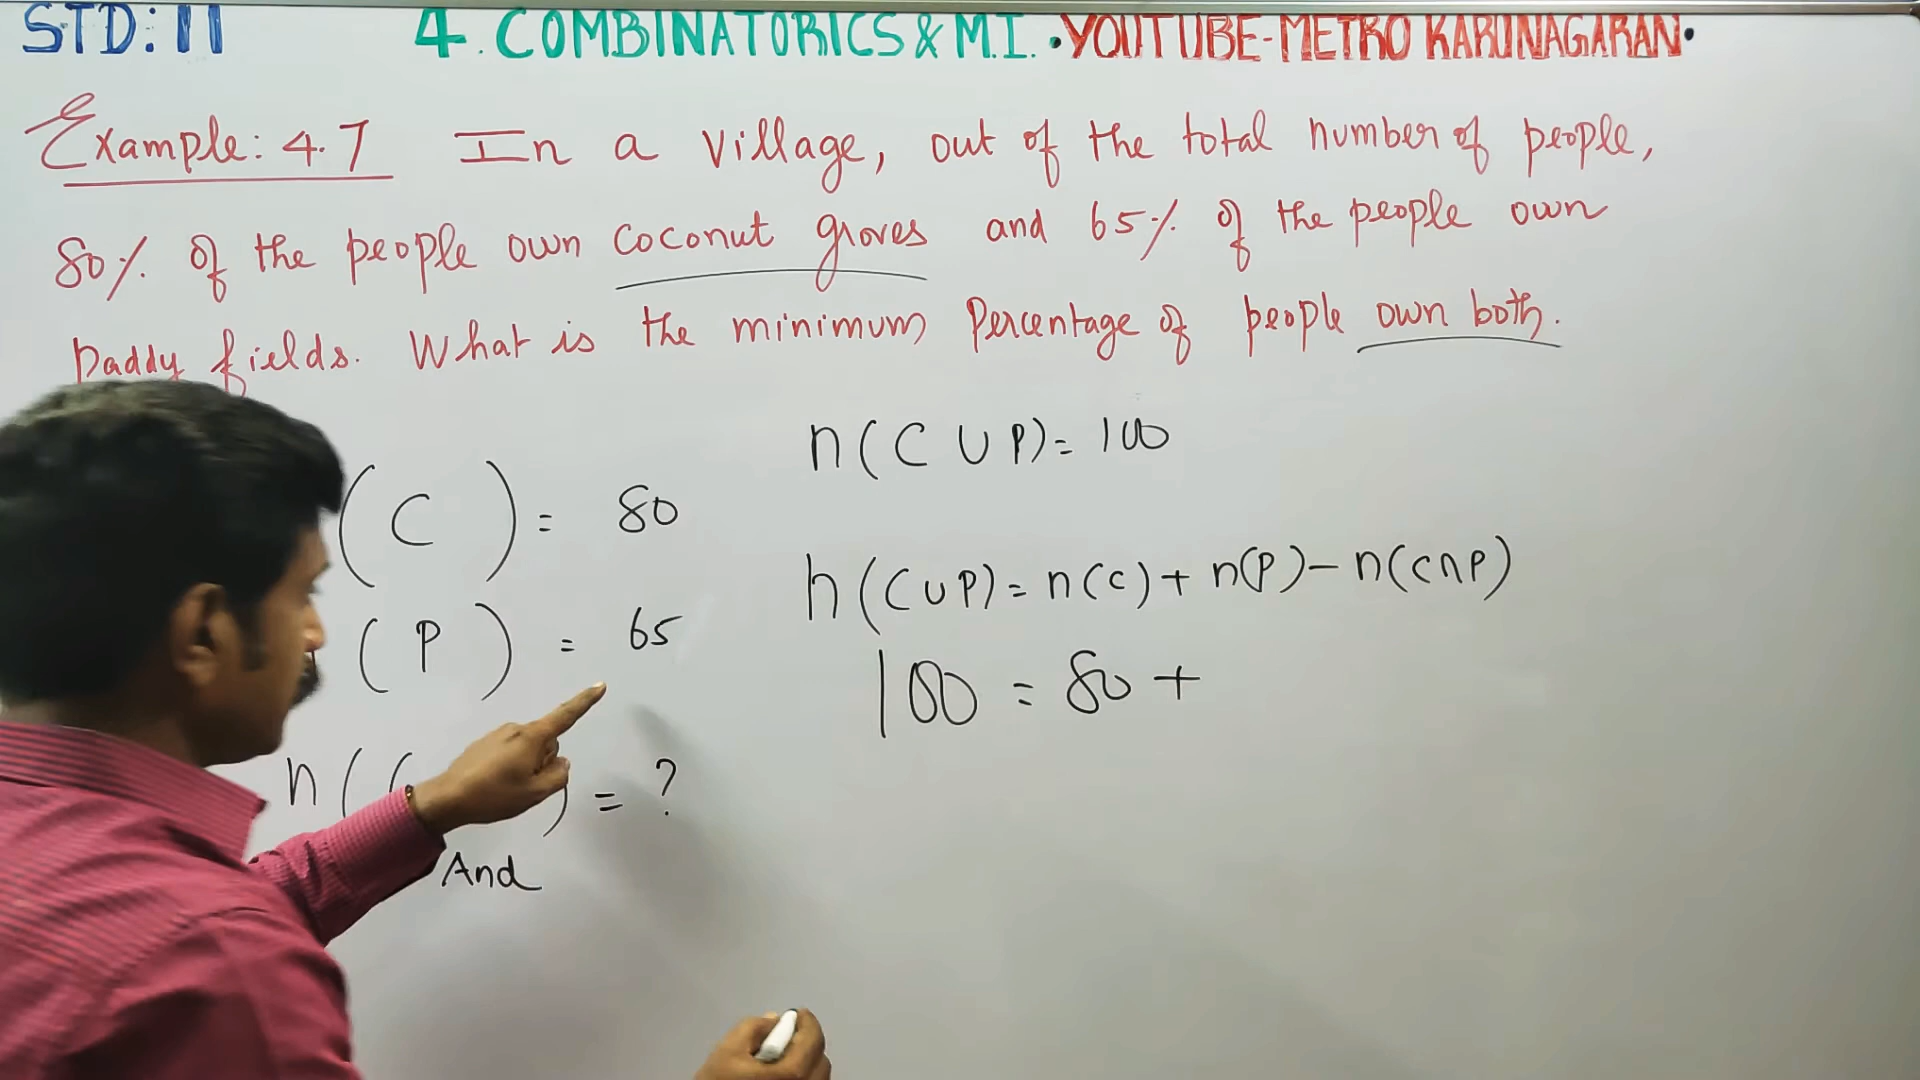 STD: 11 4. COMBINATORICS & M.I. • YOUTUBE-METRO KARUNAGARAN •
Example: 4.7 In a village, out of the total number of people,
80% of the people own coconut groves and 65% of the people own
paddy fields. What is the minimum percentage of people own both.
n(C ∪ P) = 100
(C) = 80
n(C∪P) = n(C) + n(P) - n(C∩P)
(P) = 65
100 = 80 +
n( ) = ?
And